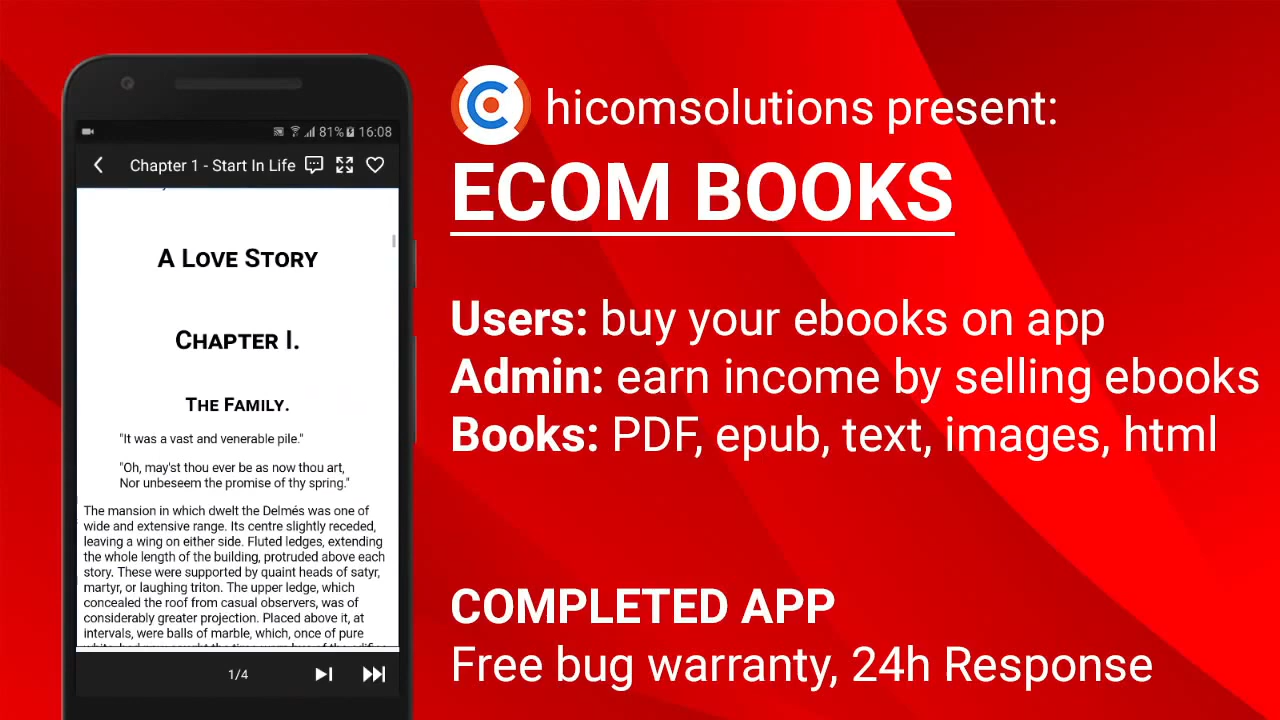 81% 16:08
Chapter 1 - Start In Life
A Love Story
Chapter I.
The Family.
"It was a vast and venerable pile."
"Oh, may'st thou ever be as now thou art,
Nor unbeseem the promise of thy spring."
The mansion in which dwelt the Delmés was one of
wide and extensive range. Its centre slightly receded,
leaving a wing on either side. Fluted ledges, extending
the whole length of the building, protruded above each
story. These were supported by quaint heads of satyr,
martyr, or laughing triton. The upper ledge, which
concealed the roof from casual observers, was of
considerably greater projection. Placed above it, at
intervals, were balls of marble, which, once of pure
1/4
hicomsolutions present:
ECOM BOOKS
Users: buy your ebooks on app
Admin: earn income by selling ebooks
Books: PDF, epub, text, images, html
COMPLETED APP
Free bug warranty, 24h Response